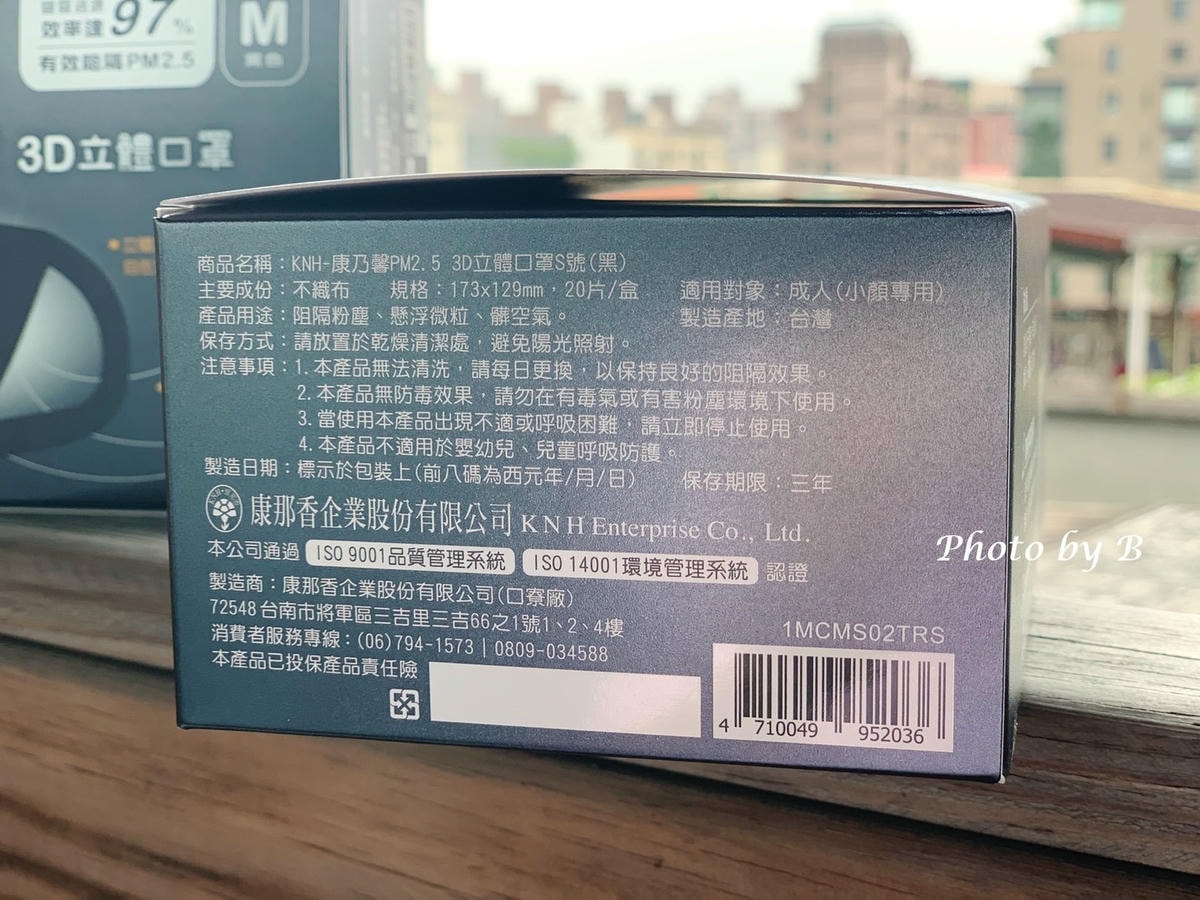 效率達97%
有效阻隔PM2.5
M
黑色
3D立體口罩
商品名稱：KNH-康乃馨PM2.5 3D立體口罩S號(黑)
主要成份：不織布 規格：173x129mm，20片/盒 適用對象：成人(小顏專用)
產品用途：阻隔粉塵、懸浮微粒、髒空氣。 製造產地：台灣
保存方式：請放置於乾燥清潔處，避免陽光照射。
注意事項：1.本產品無法清洗，請每日更換，以保持良好的阻隔效果。
2.本產品無防毒效果，請勿在有毒氣或有害粉塵環境下使用。
3.當使用本產品出現不適或呼吸困難，請立即停止使用。
4.本產品不適用於嬰幼兒、兒童呼吸防護。
製造日期：標示於包裝上(前八碼為西元年/月/日) 保存期限：三年
康那香企業股份有限公司 KNH Enterprise Co., Ltd.
本公司通過 ISO 9001品質管理系統 ISO 14001環境管理系統 認證
製造商：康那香企業股份有限公司(口寮廠)
72548台南市將軍區三吉里三吉66之1號1、2、4樓
消費者服務專線：(06)794-1573 | 0809-034588
本產品已投保產品責任險
1MCMS02TRS
4 710049 952036
Photo by B